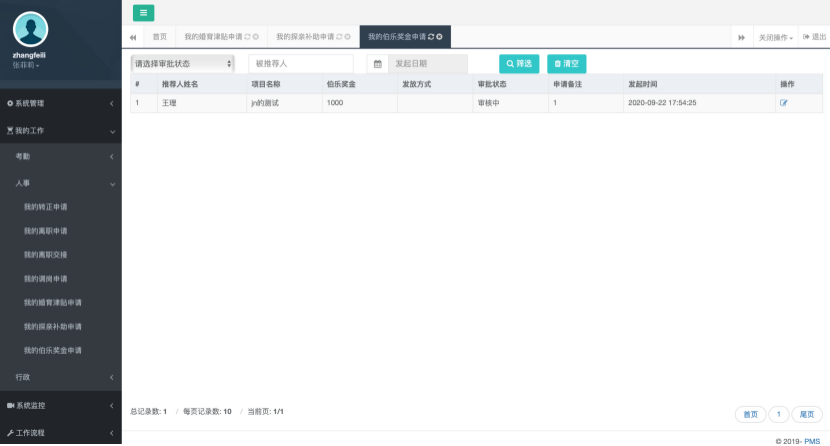 zhangfeili
张菲莉
系统管理
我的工作
考勤
人事
我的转正申请
我的离职申请
我的离职交接
我的调岗申请
我的婚育津贴申请
我的探亲补助申请
我的伯乐奖金申请
行政
系统监控
工作流程
首页 我的婚育津贴申请 我的探亲补助申请 我的伯乐奖金申请 关闭操作 退出
请选择审批状态 被推荐人 发起日期 筛选 清空
# 推荐人姓名 项目名称 伯乐奖金 发放方式 审批状态 申请备注 发起时间 操作
1 王理 jn的测试 1000 审核中 1 2020-09-22 17:54:25
总记录数: 1 / 每页记录数: 10 / 当前页: 1/1
首页 1 尾页
© 2019- PMS